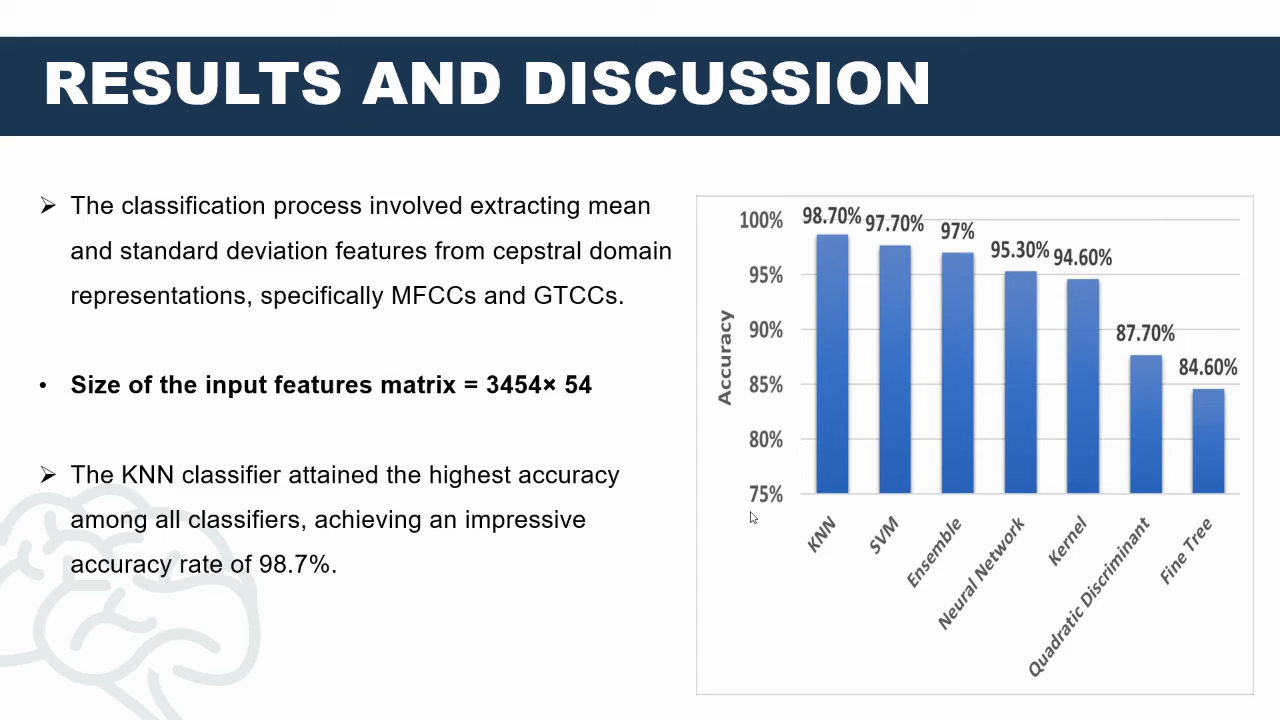 RESULTS AND DISCUSSION
➢ The classification process involved extracting mean
and standard deviation features from cepstral domain
representations, specifically MFCCs and GTCCs.
• Size of the input features matrix = 3454× 54
➢ The KNN classifier attained the highest accuracy
among all classifiers, achieving an impressive
accuracy rate of 98.7%.
Accuracy
100%
95%
90%
85%
80%
75%
98.70%
97.70%
97%
95.30%
94.60%
87.70%
84.60%
KNN
SVM
Ensemble
Neural Network
Kernel
Quadratic Discriminant
Fine Tree